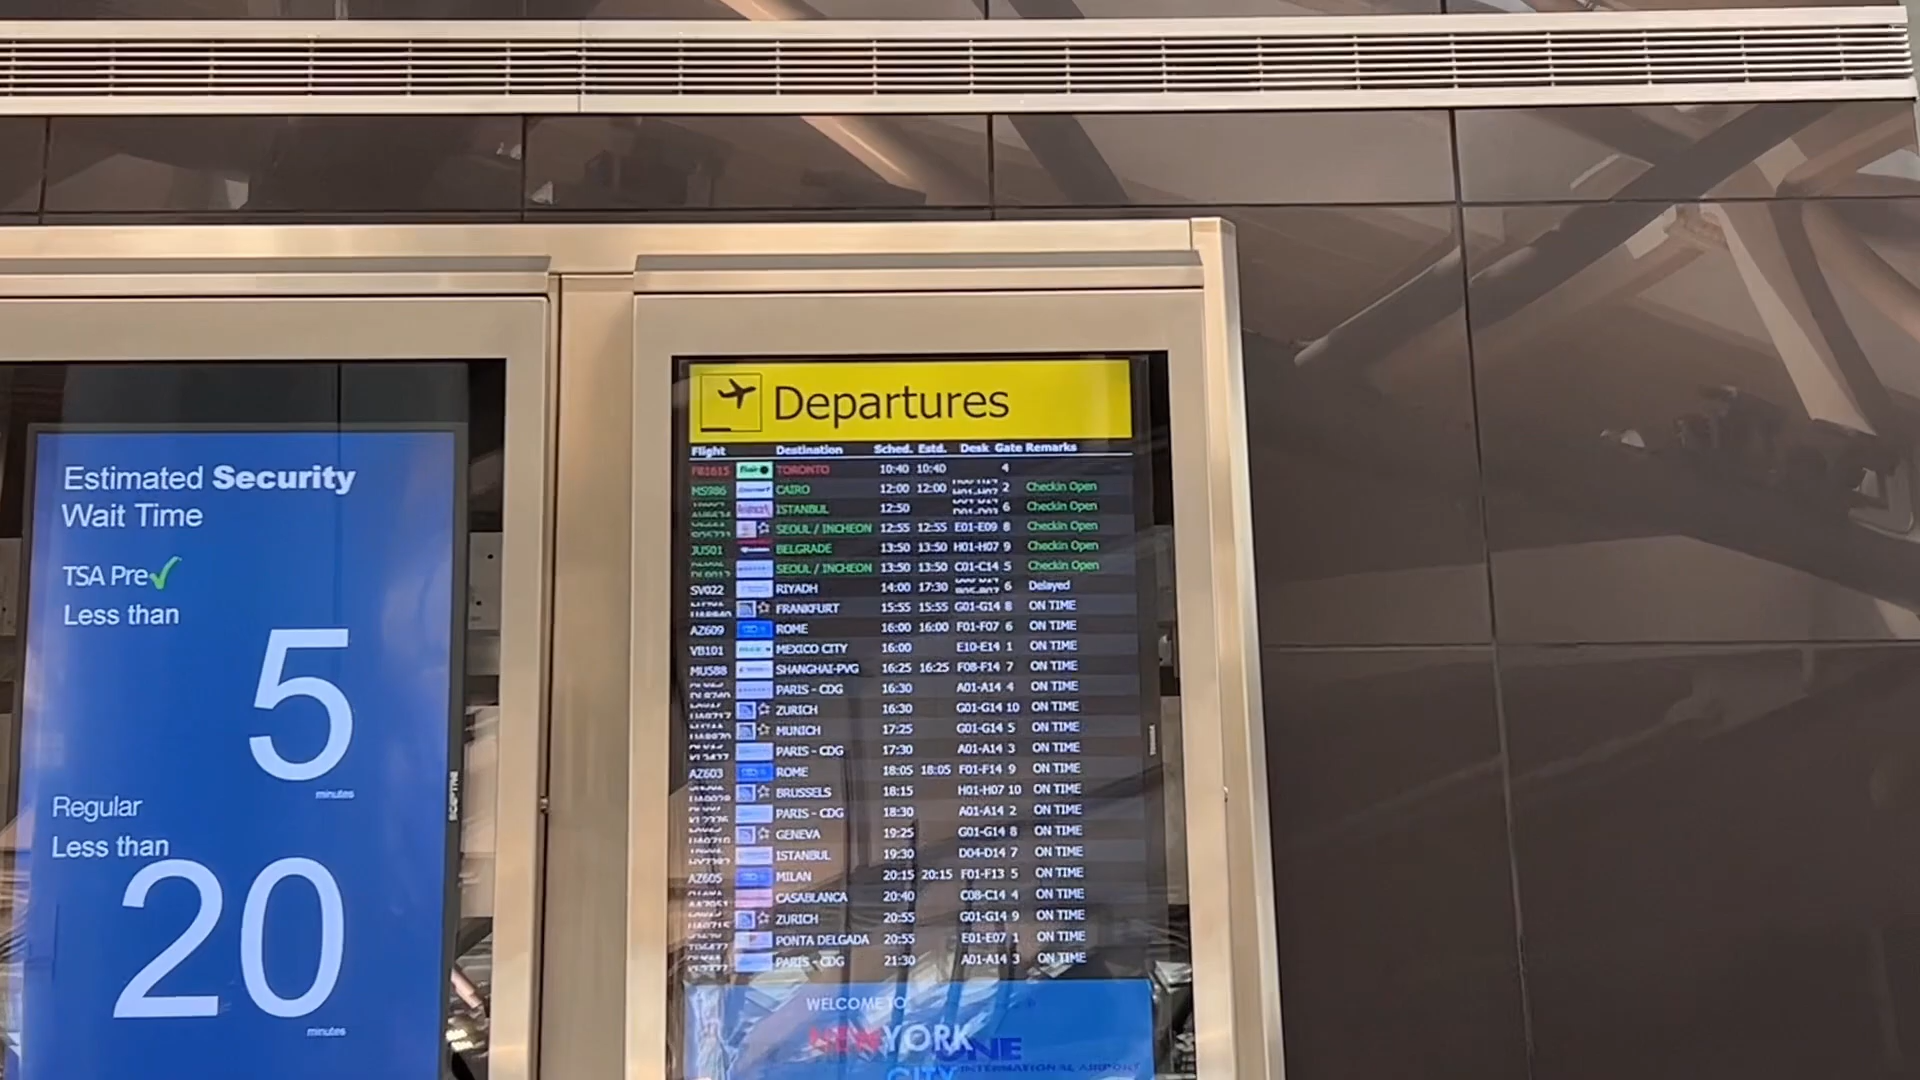 Estimated Security
Wait Time
TSA Pre✓
Less than
5
minutes
Regular
Less than
20
minutes
SCEPTRE
Departures
Flight Destination Sched. Estd. Desk Gate Remarks
TORONTO 10:40 10:40 4
MS986 CAIRO 12:00 12:00 2 Checkin Open
ISTANBUL 12:50 6 Checkin Open
SEOUL / INCHEON 12:55 12:55 E01-E09 8 Checkin Open
JU501 BELGRADE 13:50 13:50 H01-H07 9 Checkin Open
SEOUL / INCHEON 13:50 13:50 C01-C14 5 Checkin Open
SV022 RIYADH 14:00 17:30 6 Delayed
FRANKFURT 15:55 15:55 G01-G14 8 ON TIME
AZ609 ROME 16:00 16:00 F01-F07 6 ON TIME
VB101 MEXICO CITY 16:00 E10-E14 1 ON TIME
MU588 SHANGHAI-PVG 16:25 16:25 F08-F14 7 ON TIME
PARIS - CDG 16:30 A01-A14 4 ON TIME
ZURICH 16:30 G01-G14 10 ON TIME
MUNICH 17:25 G01-G14 5 ON TIME
PARIS - CDG 17:30 A01-A14 3 ON TIME
AZ603 ROME 18:05 18:05 F01-F14 9 ON TIME
BRUSSELS 18:15 H01-H07 10 ON TIME
PARIS - CDG 18:30 A01-A14 2 ON TIME
GENEVA 19:25 G01-G14 8 ON TIME
ISTANBUL 19:30 D04-D14 7 ON TIME
AZ605 MILAN 20:15 20:15 F01-F13 5 ON TIME
CASABLANCA 20:40 C08-C14 4 ON TIME
ZURICH 20:55 G01-G14 9 ON TIME
PONTA DELGADA 20:55 E01-E07 1 ON TIME
PARIS - CDG 21:30 A01-A14 3 ON TIME
WELCOME TO
NEW YORK
CITY
ONE
INTERNATIONAL AIRPORT